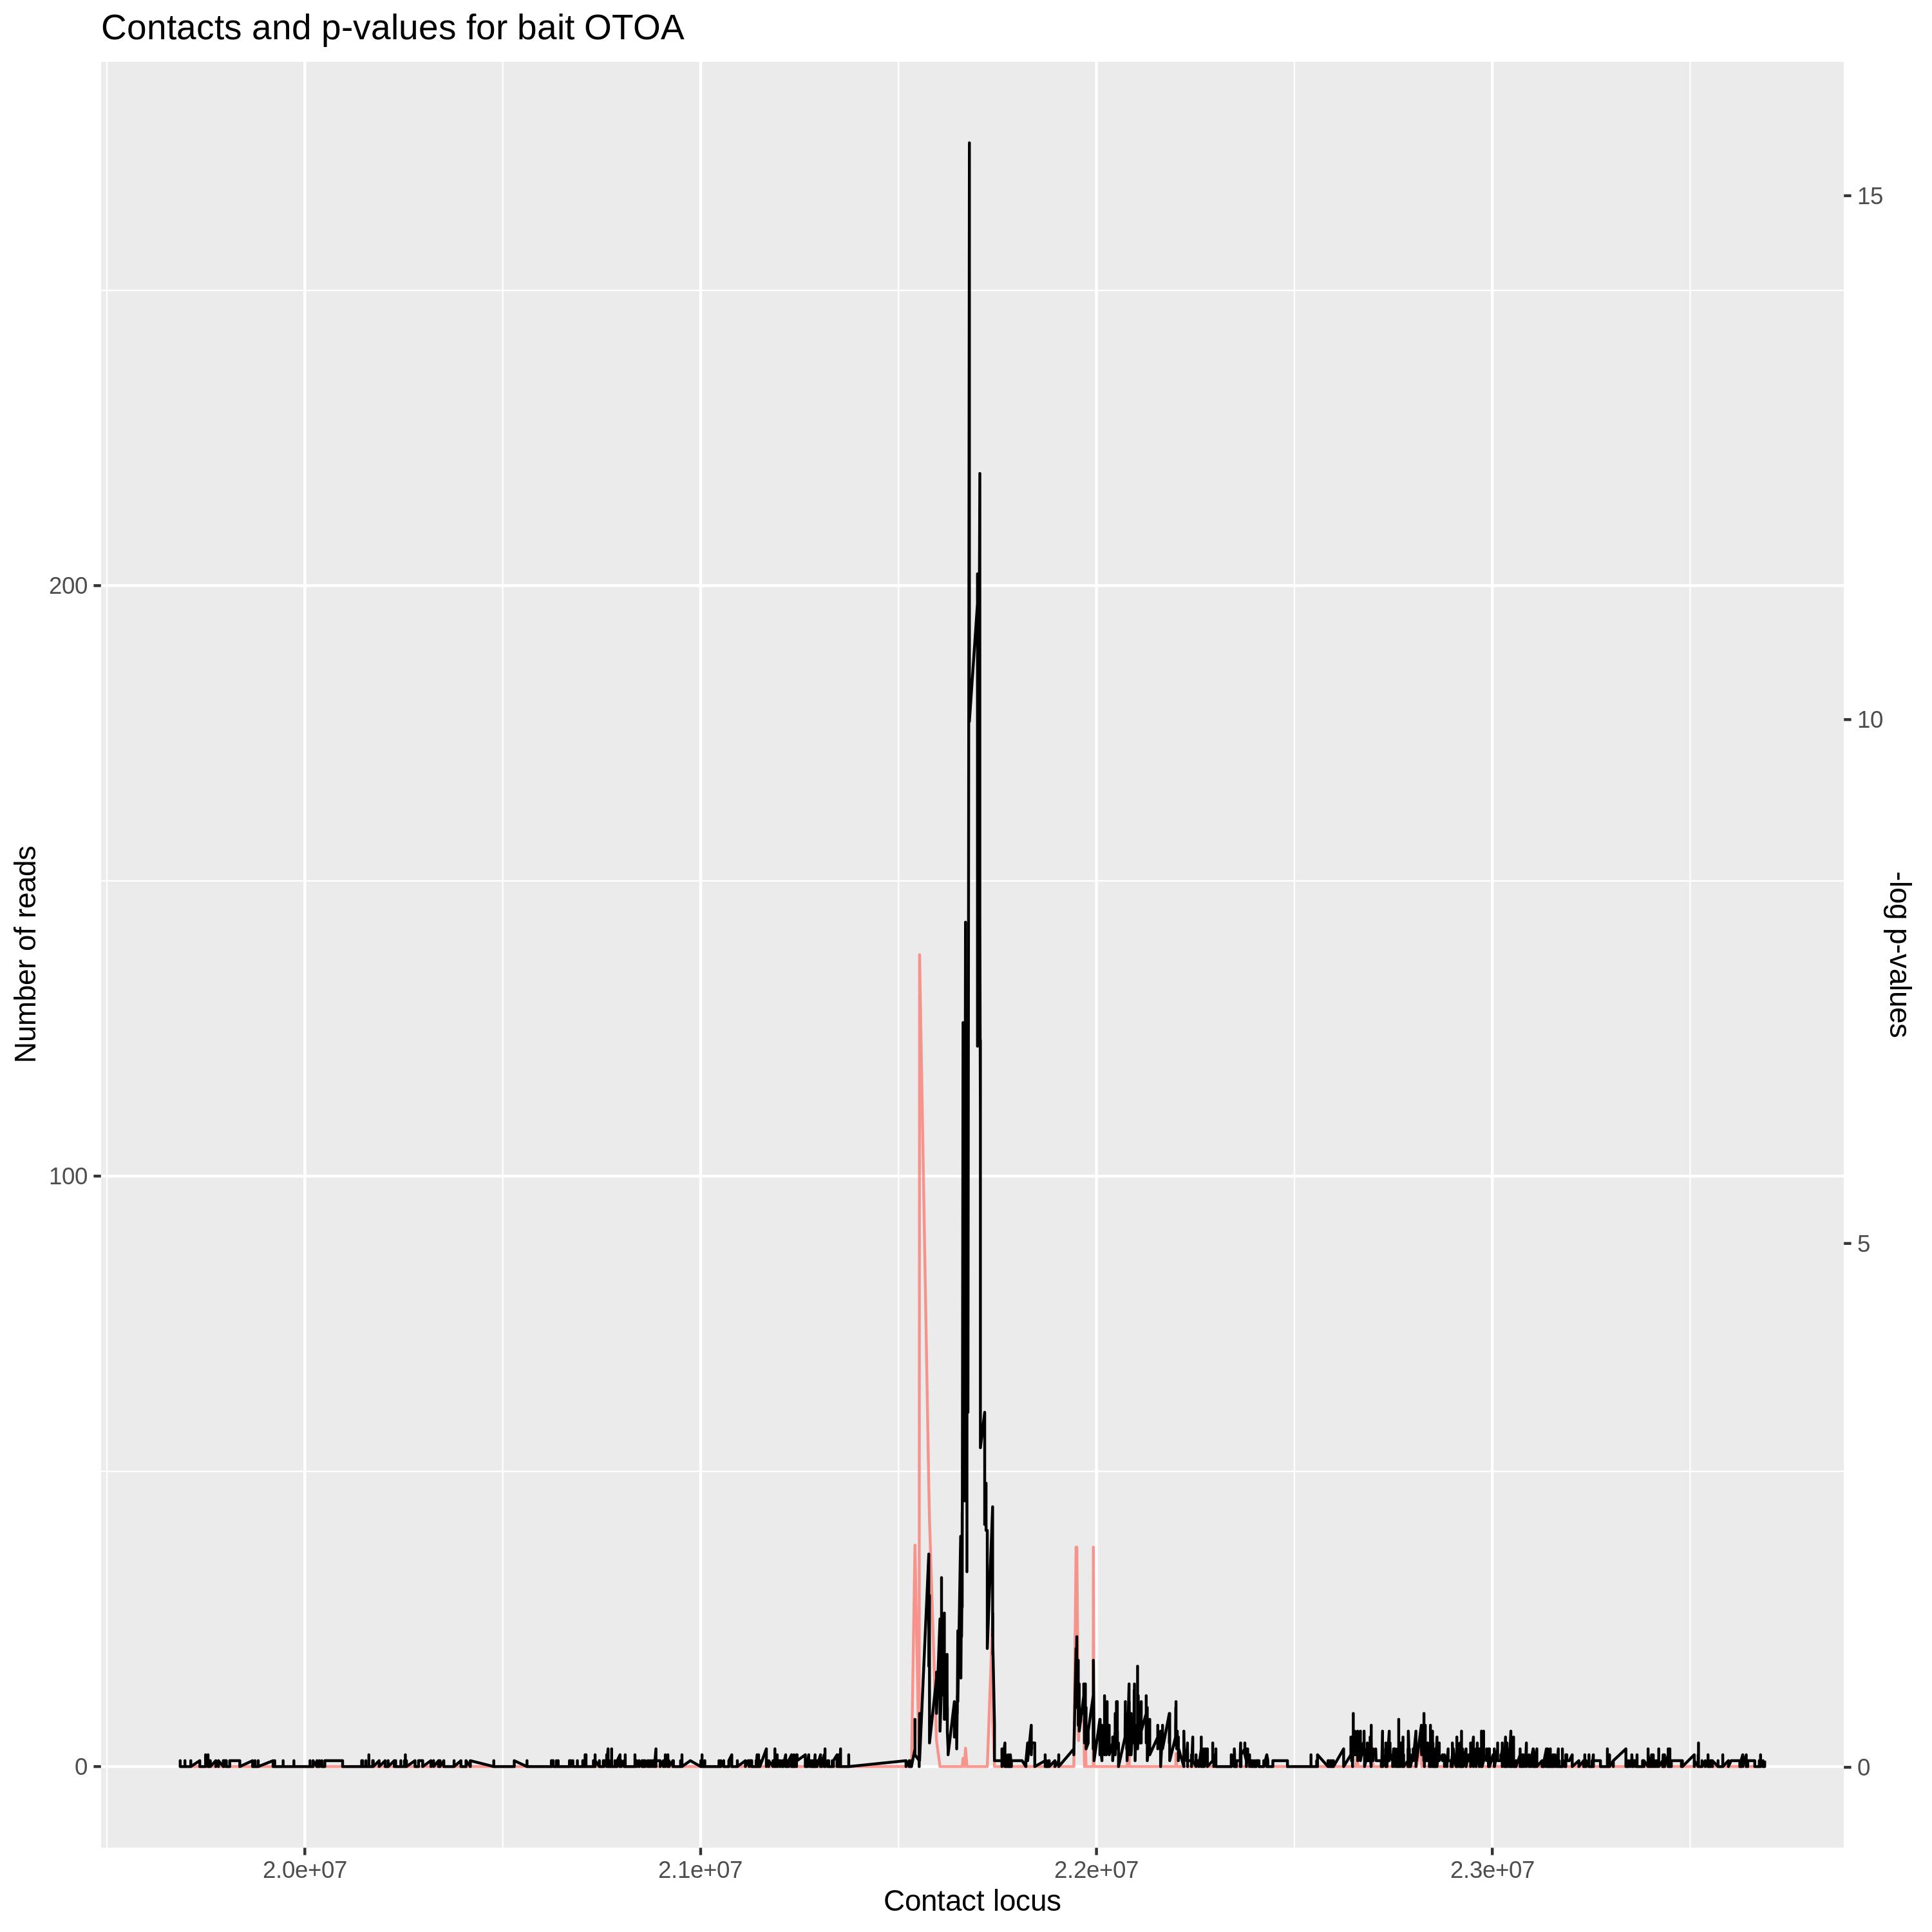 Contacts and p-values for bait OTOA
15
200
10
Number of reads
-log p-values
100
5
0
0
2.0e+07
2.1e+07
2.2e+07
2.3e+07
Contact locus